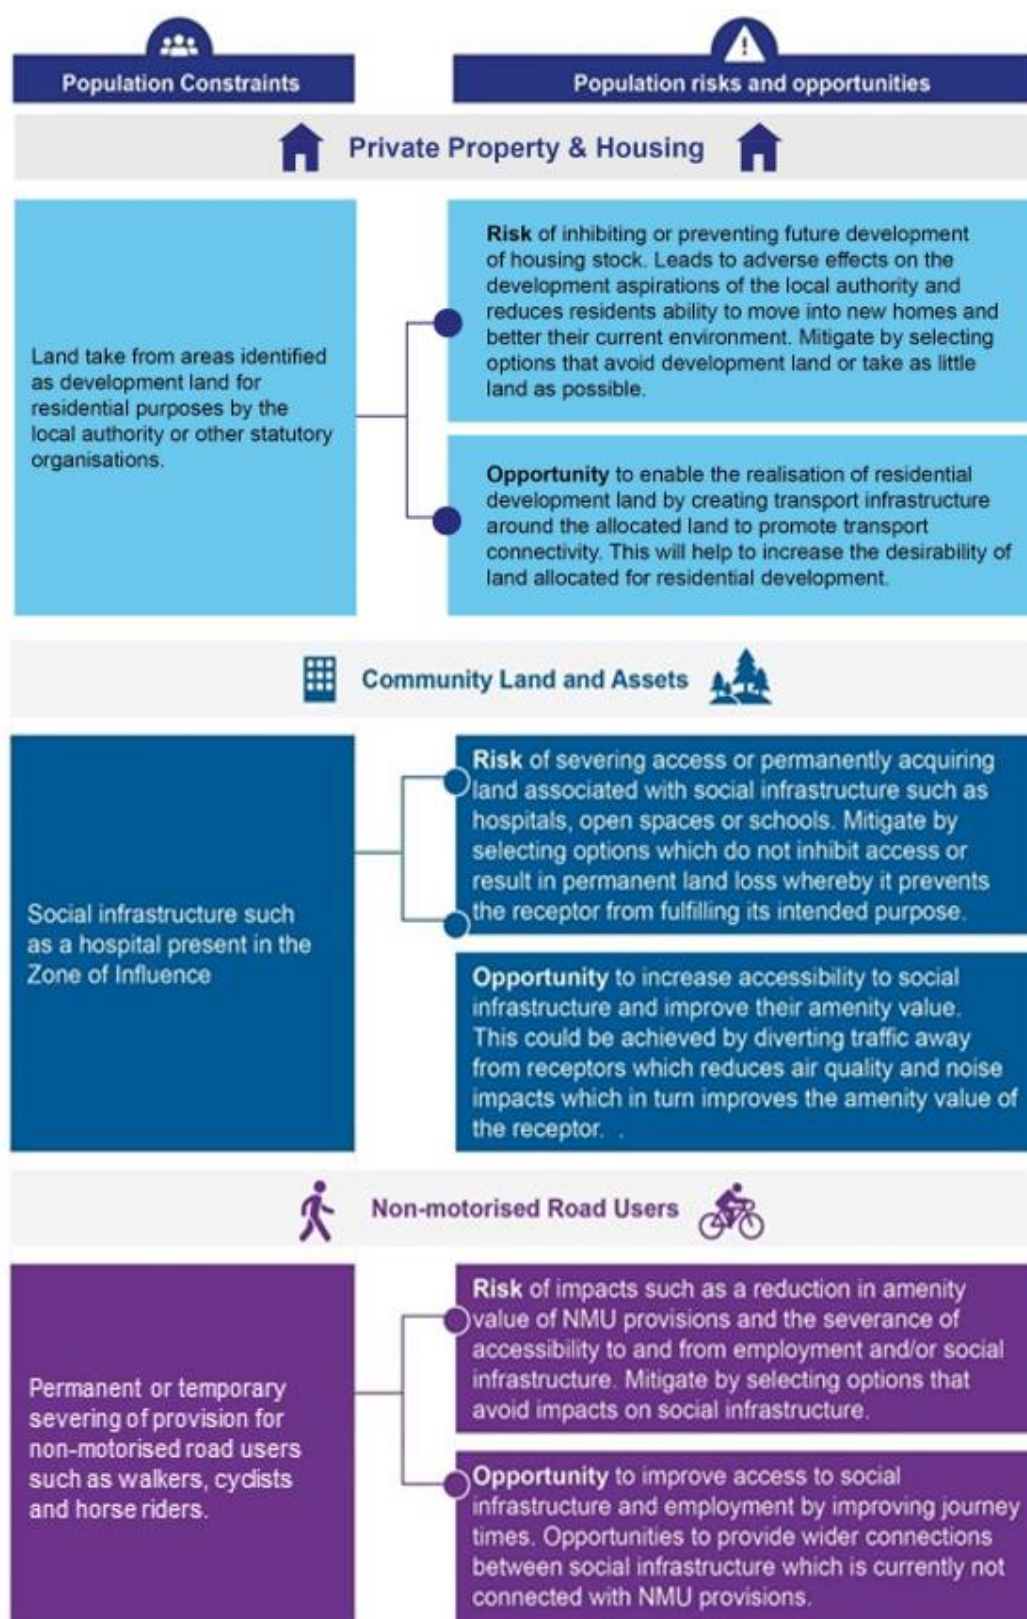 Population Constraints
Population risks and opportunities
Private Property & Housing
Land take from areas identified
as development land for
residential purposes by the
local authority or other statutory
organisations.
Risk of inhibiting or preventing future development
of housing stock. Leads to adverse effects on the
development aspirations of the local authority and
reduces residents ability to move into new homes and
better their current environment. Mitigate by selecting
options that avoid development land or take as little
land as possible.
Opportunity to enable the realisation of residential
development land by creating transport infrastructure
around the allocated land to promote transport
connectivity. This will help to increase the desirability of
land allocated for residential development.
Community Land and Assets
Social infrastructure such
as a hospital present in the
Zone of Influence
Risk of severing access or permanently acquiring
land associated with social infrastructure such as
hospitals, open spaces or schools. Mitigate by
selecting options which do not inhibit access or
result in permanent land loss whereby it prevents
the receptor from fulfilling its intended purpose.
Opportunity to increase accessibility to social
infrastructure and improve their amenity value.
This could be achieved by diverting traffic away
from receptors which reduces air quality and noise
impacts which in turn improves the amenity value of
the receptor. .
Non-motorised Road Users
Permanent or temporary
severing of provision for
non-motorised road users
such as walkers, cyclists
and horse riders.
Risk of impacts such as a reduction in amenity
value of NMU provisions and the severance of
accessibility to and from employment and/or social
infrastructure. Mitigate by selecting options that
avoid impacts on social infrastructure.
Opportunity to improve access to social
infrastructure and employment by improving journey
times. Opportunities to provide wider connections
between social infrastructure which is currently not
connected with NMU provisions.